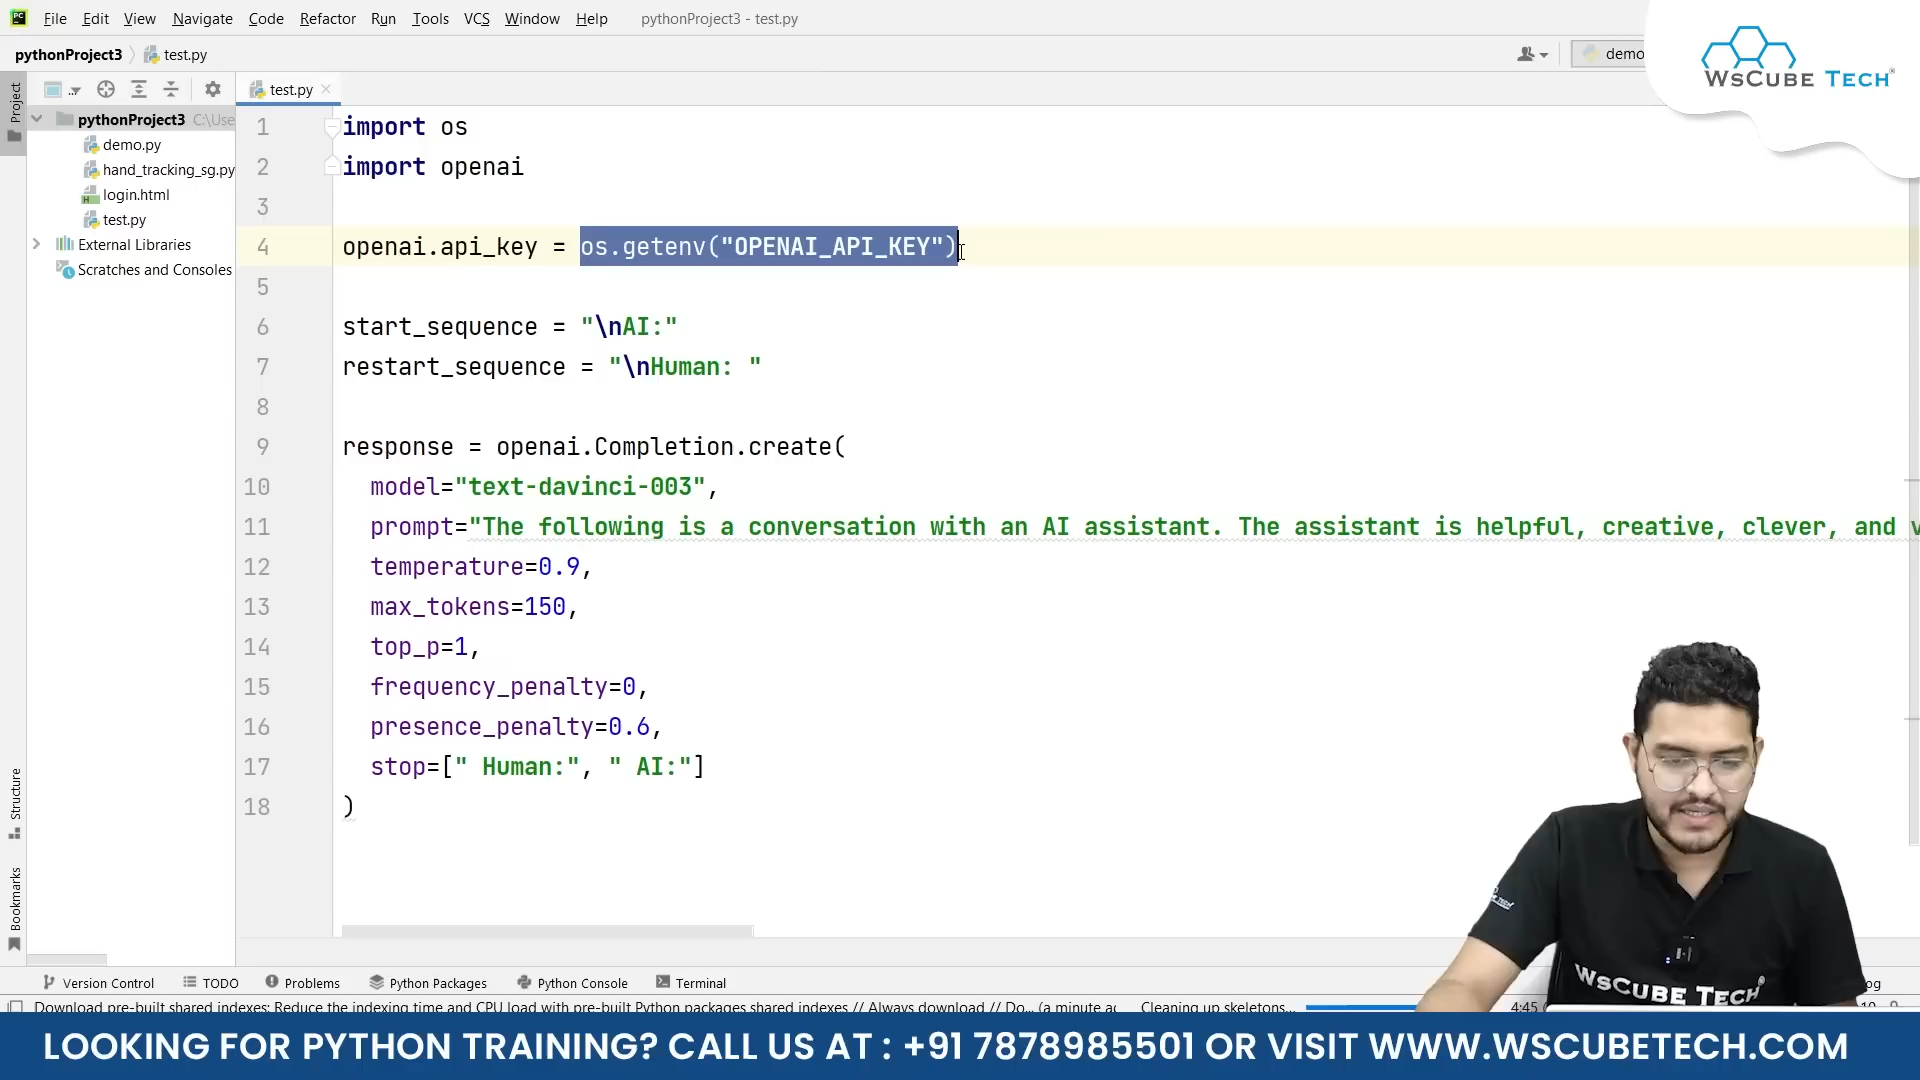 File Edit View Navigate Code Refactor Run Tools VCS Window Help pythonProject3 - test.py
pythonProject3 test.py
demo
WsCube Tech®
Project
test.py
pythonProject3 C:\Use
demo.py
hand_tracking_sg.py
login.html
test.py
External Libraries
Scratches and Consoles
1 import os
2 import openai
3
4 openai.api_key = os.getenv("OPENAI_API_KEY")
5
6 start_sequence = "\nAI:"
7 restart_sequence = "\nHuman: "
8
9 response = openai.Completion.create(
10 model="text-davinci-003",
11 prompt="The following is a conversation with an AI assistant. The assistant is helpful, creative, clever, and v
12 temperature=0.9,
13 max_tokens=150,
14 top_p=1,
15 frequency_penalty=0,
16 presence_penalty=0.6,
17 stop=[" Human:", " AI:"]
18 )
Structure
Bookmarks
WsCube Tech
Version Control TODO Problems Python Packages Python Console Terminal
Download pre-built shared indexes: Reduce the indexing time and CPU load with pre-built Python packages shared indexes // Always download // Do... (a minute ag Cleaning up skeletons... 4:45
LOOKING FOR PYTHON TRAINING? CALL US AT : +91 7878985501 OR VISIT WWW.WSCUBETECH.COM